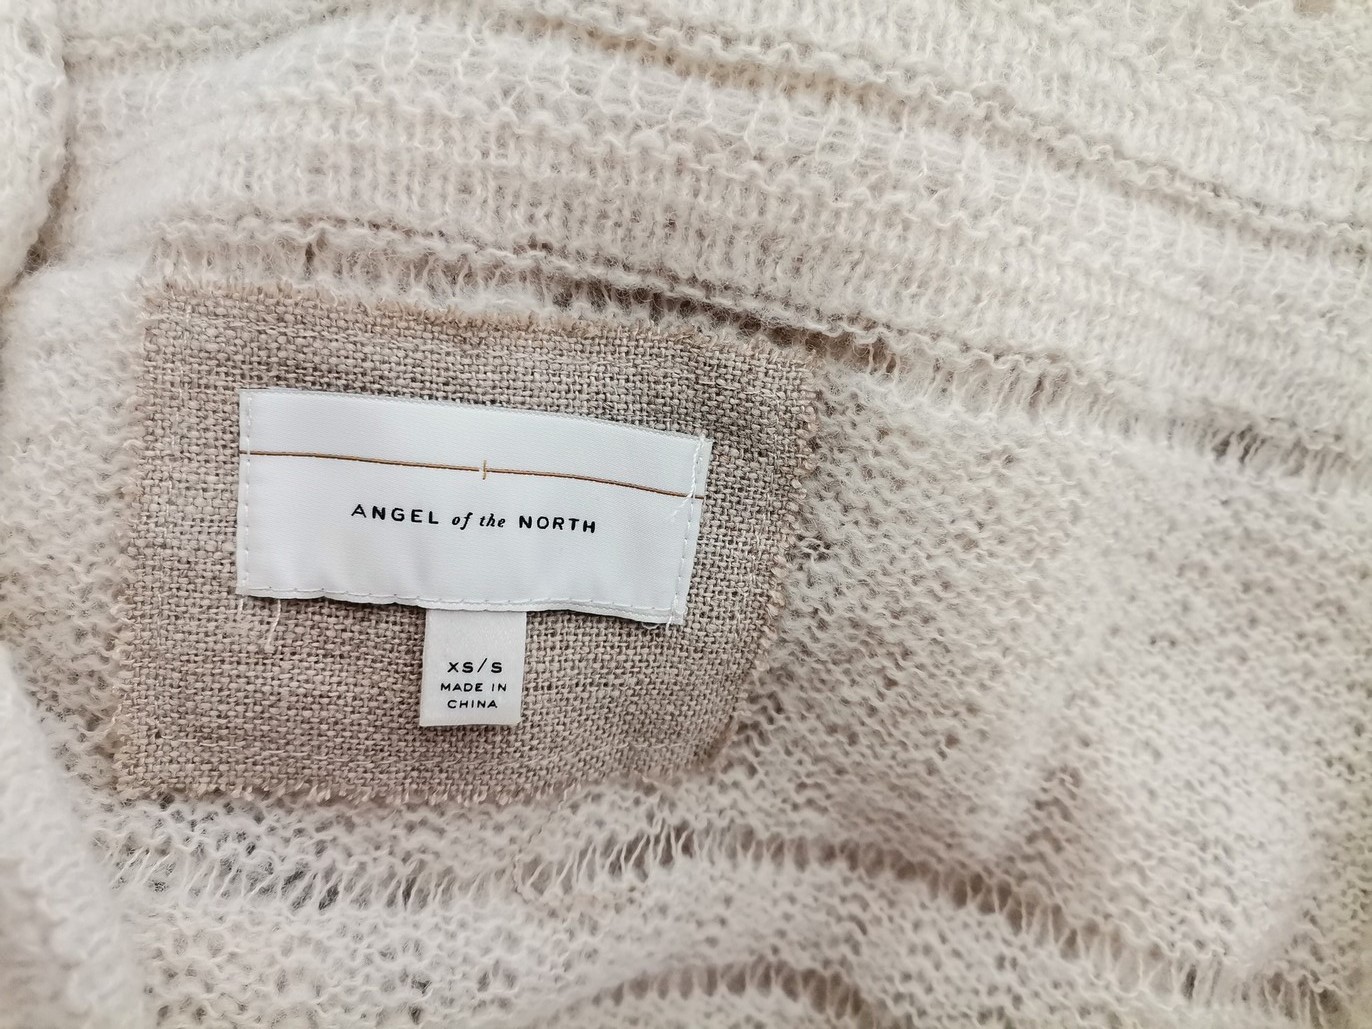 ANGEL of the NORTH
XS/S
MADE IN
CHINA